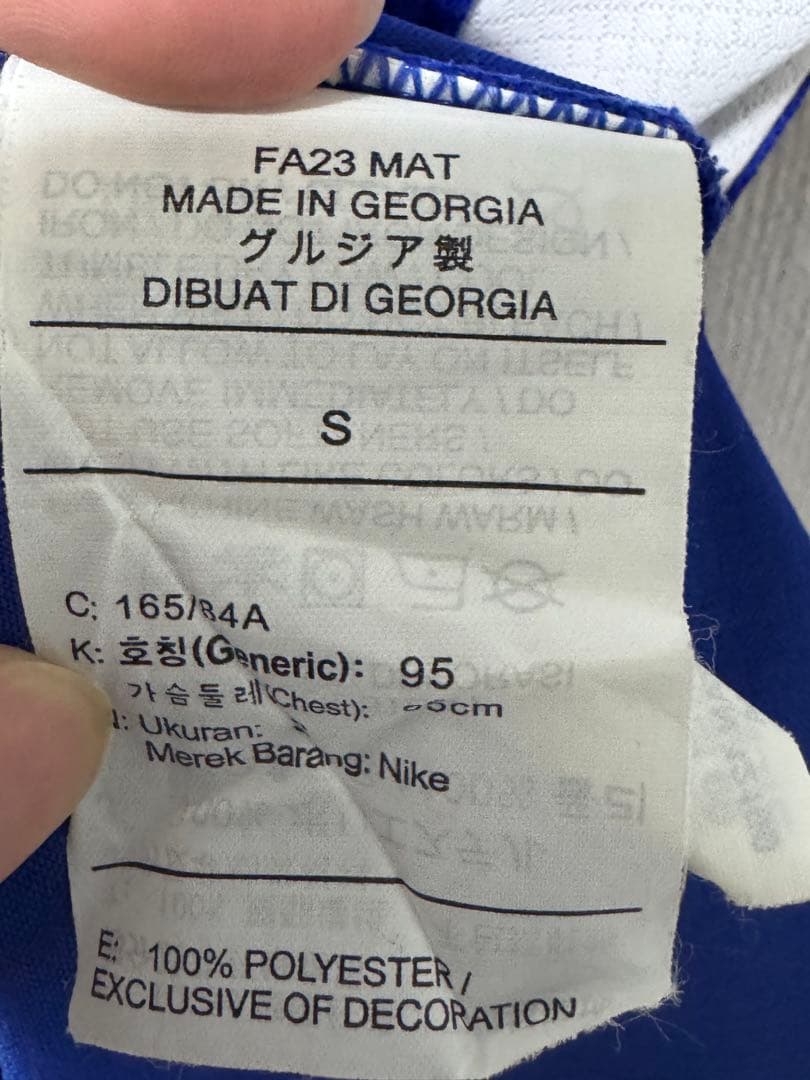 FA23 MAT
MADE IN GEORGIA
グルジア製
DIBUAT DI GEORGIA
S
C: 165/84A
K: 호칭(Generic): 95
가슴둘레(Chest): cm
Ukuran:
Merek Barang: Nike
E: 100% POLYESTER /
EXCLUSIVE OF DECORATION